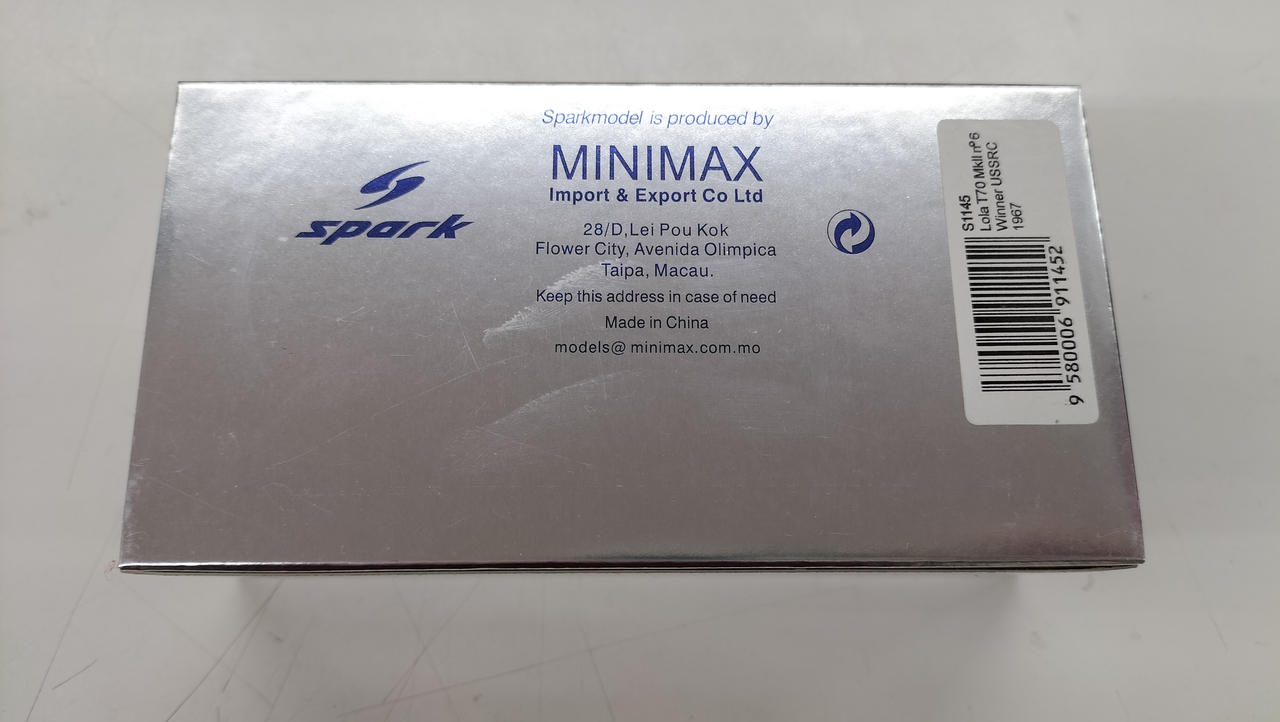 Sparkmodel is produced by
MINIMAX
Import & Export Co Ltd
spark
28/D,Lei Pou Kok
Flower City, Avenida Olimpica
Taipa, Macau.
Keep this address in case of need
Made in China
models@ minimax.com.mo
S1145
Lola T70 MkII nº6
Winner USSRC
1967
9 580006 911452